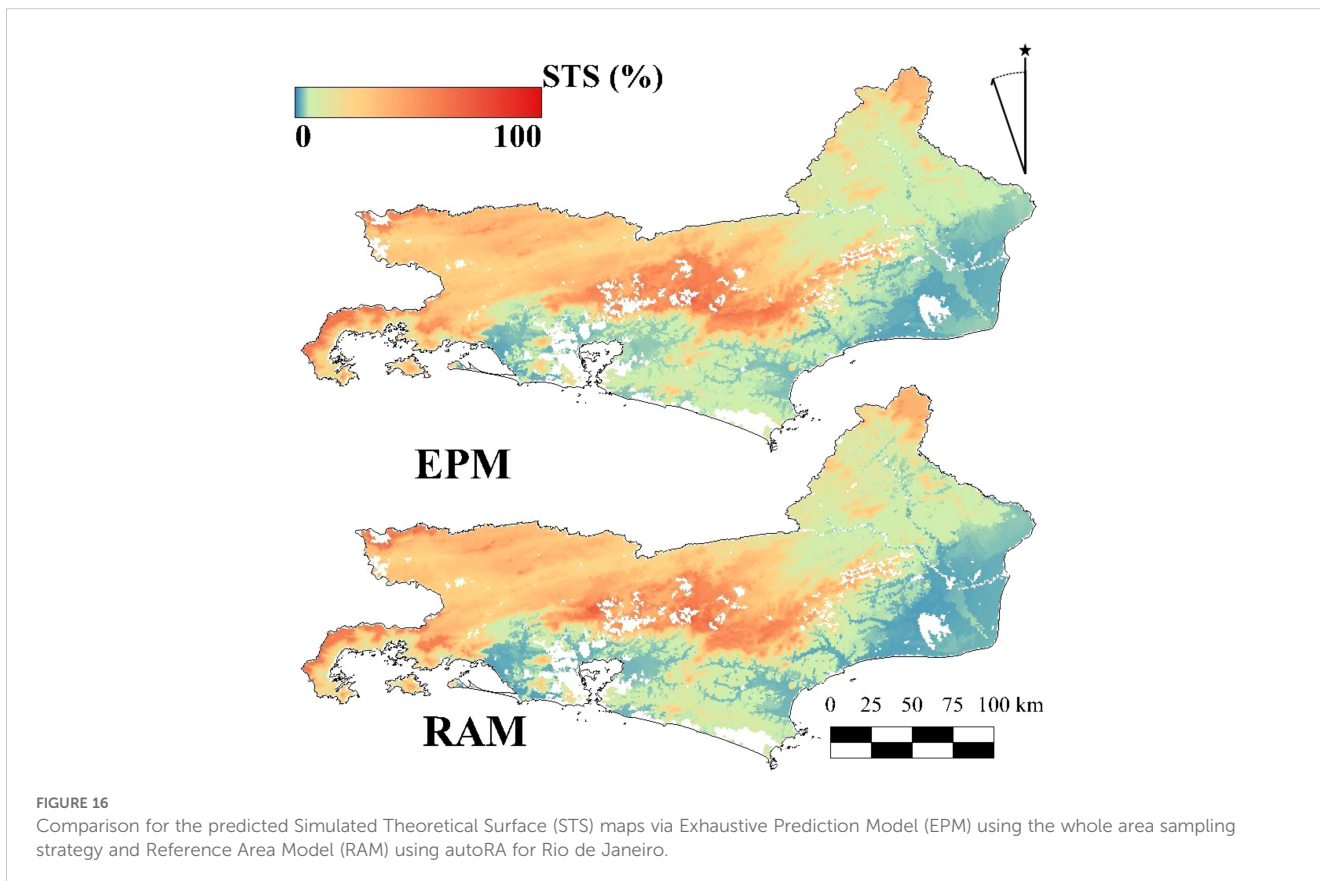 STS (%)
0 100
EPM
RAM
0 25 50 75 100 km
FIGURE 16
Comparison for the predicted Simulated Theoretical Surface (STS) maps via Exhaustive Prediction Model (EPM) using the whole area sampling
strategy and Reference Area Model (RAM) using autoRA for Rio de Janeiro.